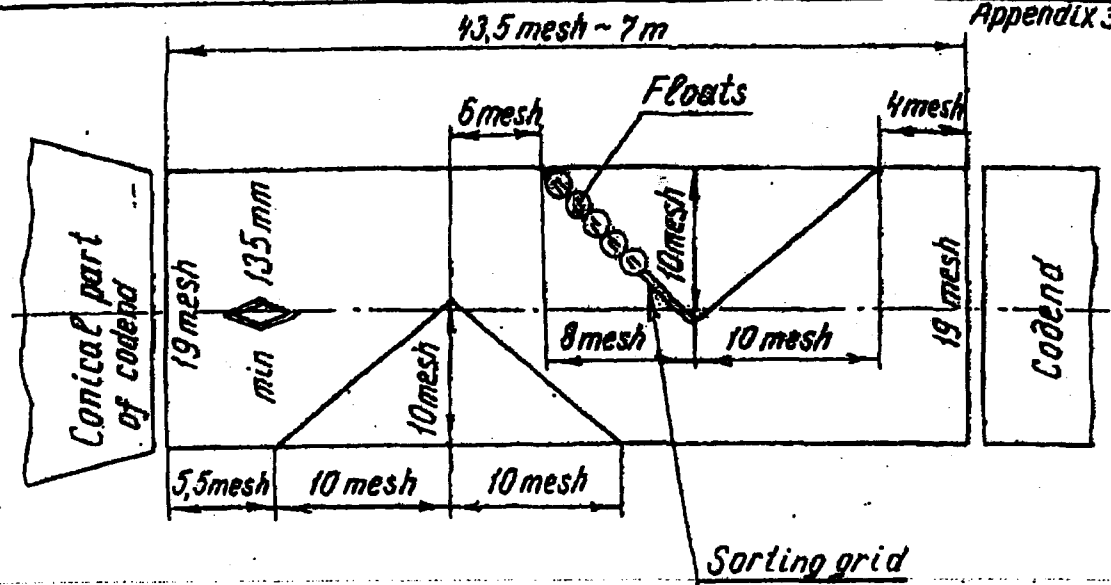 Appendix 3
43,5 mesh ~ 7 m
6 mesh
Floats
4 mesh
Conical part
of codend
19 mesh
min 135 mm
10 mesh
10 mesh
8 mesh
10 mesh
19 mesh
Codend
5,5 mesh
10 mesh
10 mesh
Sorting grid